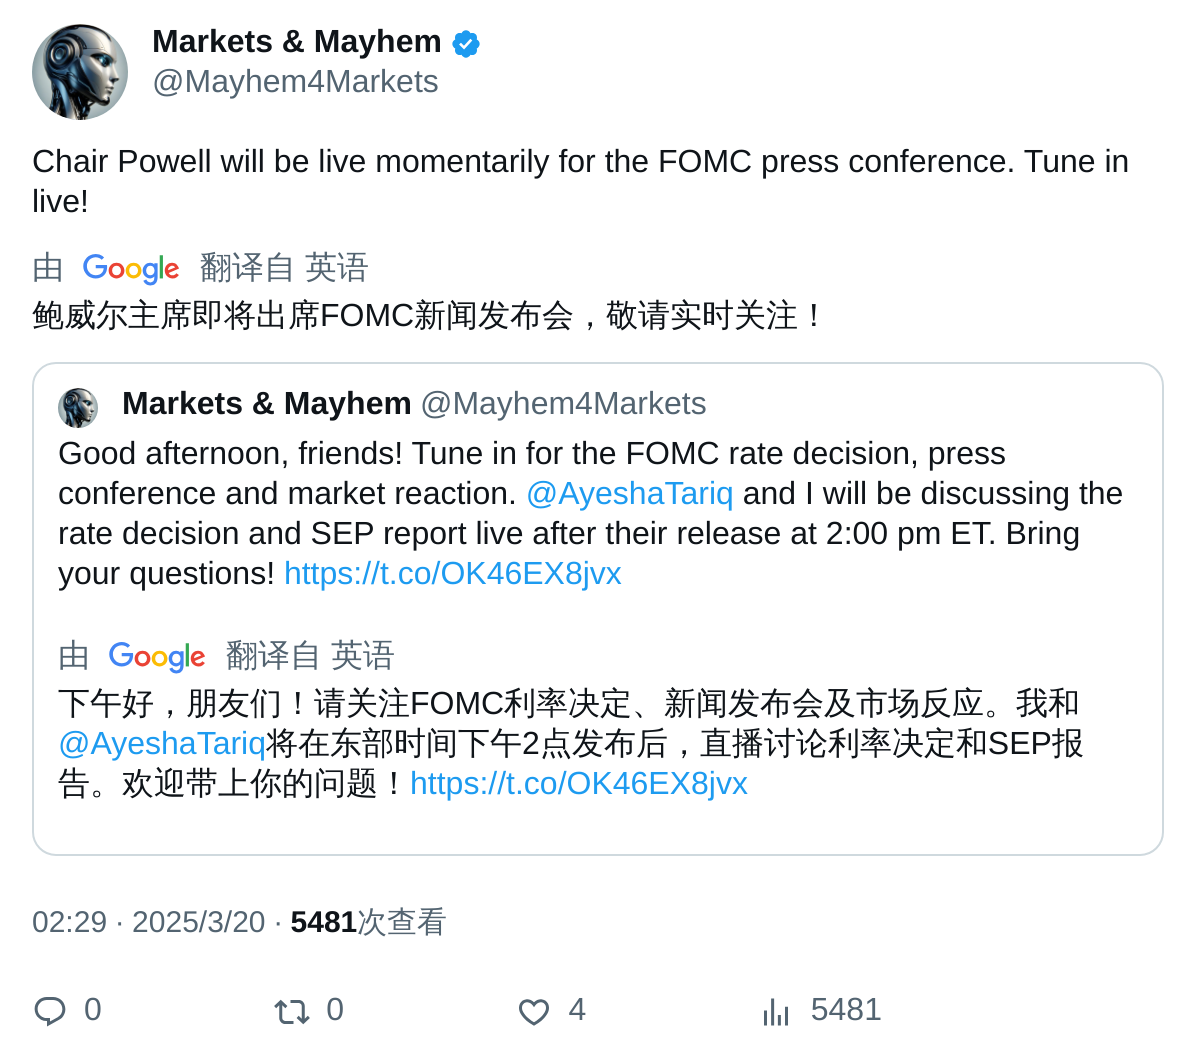 Markets & Mayhem
@Mayhem4Markets
Chair Powell will be live momentarily for the FOMC press conference. Tune in
live!
由 Google 翻译自 英语
鲍威尔主席即将出席FOMC新闻发布会，敬请实时关注！
Markets & Mayhem @Mayhem4Markets
Good afternoon, friends! Tune in for the FOMC rate decision, press
conference and market reaction. @AyeshaTariq and I will be discussing the
rate decision and SEP report live after their release at 2:00 pm ET. Bring
your questions! https://t.co/OK46EX8jvx
由 Google 翻译自 英语
下午好，朋友们！请关注FOMC利率决定、新闻发布会及市场反应。我和
@AyeshaTariq将在东部时间下午2点发布后，直播讨论利率决定和SEP报
告。欢迎带上你的问题！https://t.co/OK46EX8jvx
02:29 · 2025/3/20 · 5481次查看
0 0 4 5481